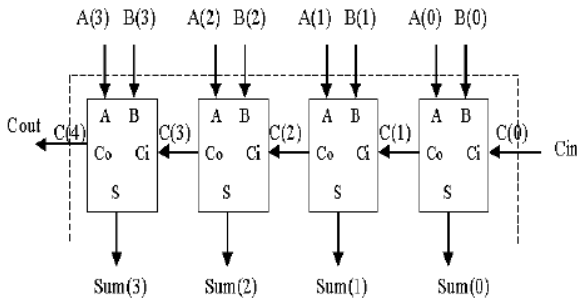 A(3) B(3) A(2) B(2) A(1) B(1) A(0) B(0)
A B A B A B A B
Cout C(4) C(3) C(2) C(1) C(0) Cin
Co Ci Co Ci Co Ci Co Ci
S S S S
Sum(3) Sum(2) Sum(1) Sum(0)